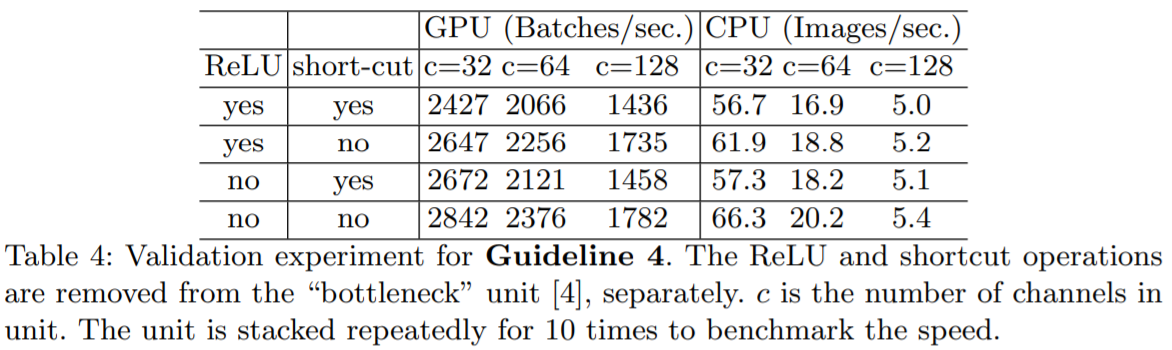 GPU (Batches/sec.) CPU (Images/sec.)
ReLU short-cut c=32 c=64 c=128 c=32 c=64 c=128
yes yes 2427 2066 1436 56.7 16.9 5.0
yes no 2647 2256 1735 61.9 18.8 5.2
no yes 2672 2121 1458 57.3 18.2 5.1
no no 2842 2376 1782 66.3 20.2 5.4
Table 4: Validation experiment for Guideline 4. The ReLU and shortcut operations
are removed from the “bottleneck” unit [4], separately. c is the number of channels in
unit. The unit is stacked repeatedly for 10 times to benchmark the speed.